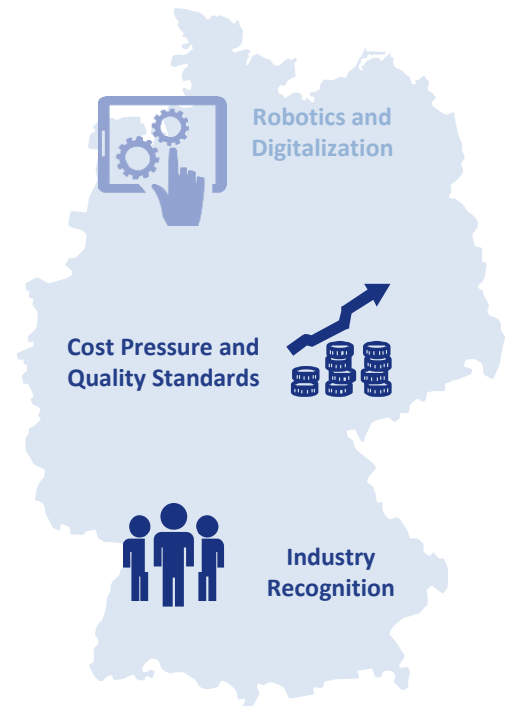 Robotics and
Digitalization
Cost Pressure and
Quality Standards
Industry
Recognition